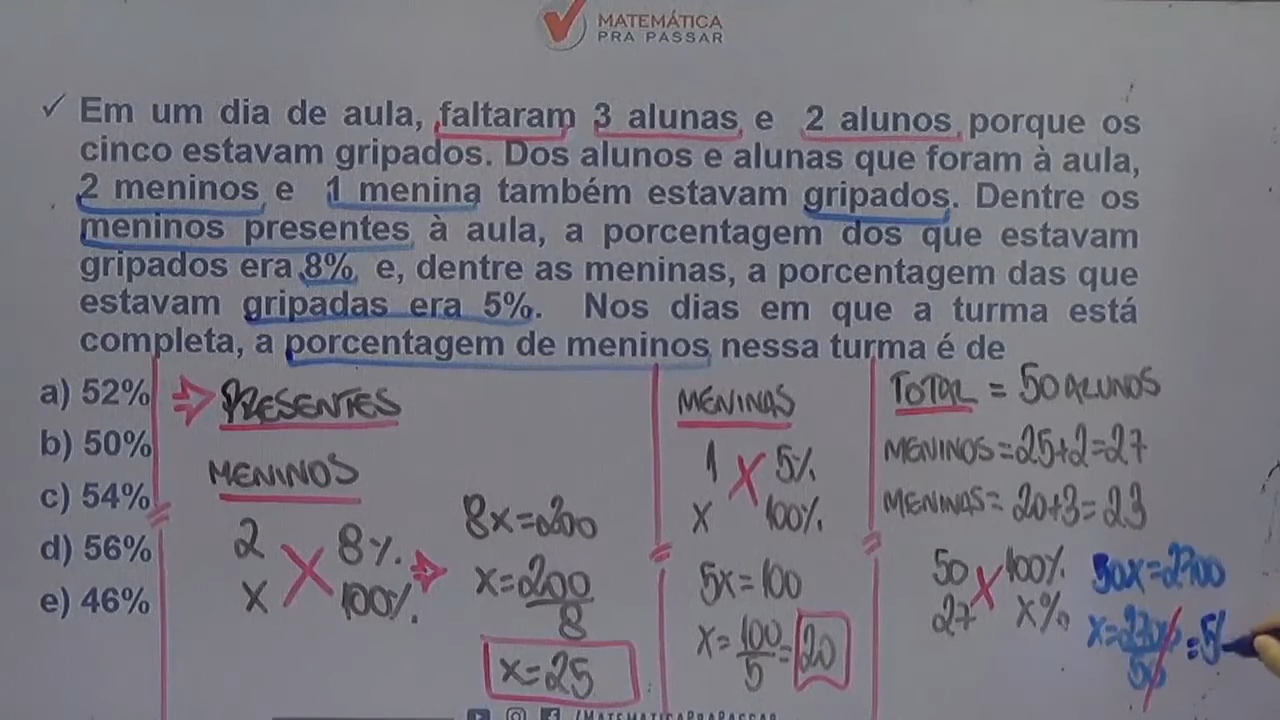 MATEMÁTICA
PRA PASSAR
✓ Em um dia de aula, faltaram 3 alunas e 2 alunos porque os
cinco estavam gripados. Dos alunos e alunas que foram à aula,
2 meninos e 1 menina também estavam gripados. Dentre os
meninos presentes à aula, a porcentagem dos que estavam
gripados era 8% e, dentre as meninas, a porcentagem das que
estavam gripadas era 5%. Nos dias em que a turma está
completa, a porcentagem de meninos nessa turma é de
a) 52%
b) 50%
c) 54%
d) 56%
e) 46%
PRESENTES
MENINOS
2 8%
x 100%
8x=200
x=200
8
x=25
MENINAS
1 5%
x 100%
5x=100
x=100=20
5
TOTAL = 50 ALUNOS
MENINOS=25+2=27
MENINAS=20+3=23
50 100%
27 x%
50x=2700
x=2700=5
50
/MATEMATICAPRAPASSAR